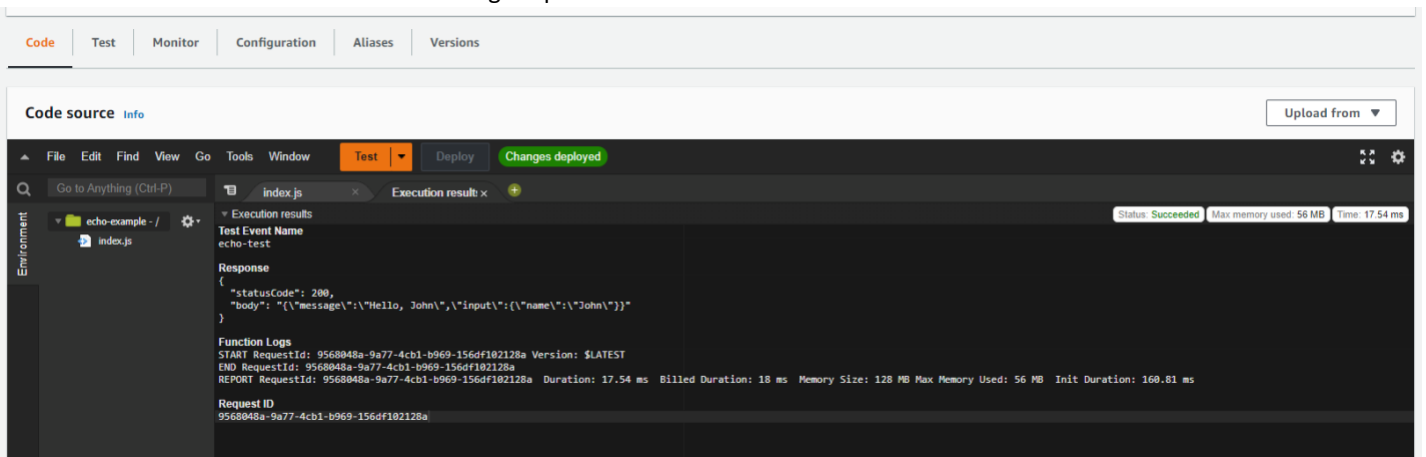 Code Test Monitor Configuration Aliases Versions
Code source Info
Upload from
File Edit Find View Go Tools Window Test Deploy Changes deployed
Go to Anything (Ctrl-P)
index.js Execution result:
Environment
echo-example - /
index.js
Execution results
Status: Succeeded Max memory used: 56 MB Time: 17.54 ms
Test Event Name
echo-test
Response
{
"statusCode": 200,
"body": "{\"message\":\"Hello, John\",\"input\":{\"name\":\"John\"}}"
}
Function Logs
START RequestId: 9568048a-9a77-4cb1-b969-156df102128a Version: $LATEST
END RequestId: 9568048a-9a77-4cb1-b969-156df102128a
REPORT RequestId: 9568048a-9a77-4cb1-b969-156df102128a Duration: 17.54 ms Billed Duration: 18 ms Memory Size: 128 MB Max Memory Used: 56 MB Init Duration: 160.81 ms
Request ID
9568048a-9a77-4cb1-b969-156df102128a